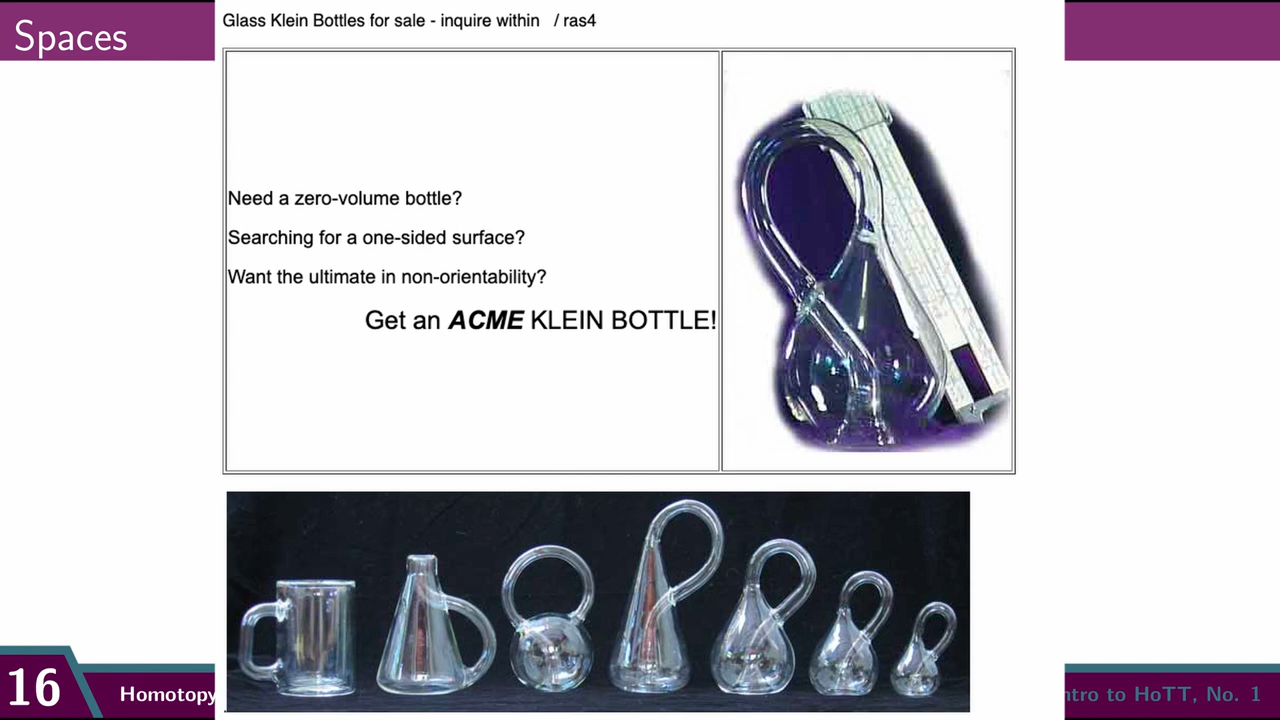 Spaces
Glass Klein Bottles for sale - inquire within / ras4
Need a zero-volume bottle?
Searching for a one-sided surface?
Want the ultimate in non-orientability?
Get an ACME KLEIN BOTTLE!
16
Homotopy
ntro to HoTT, No. 1